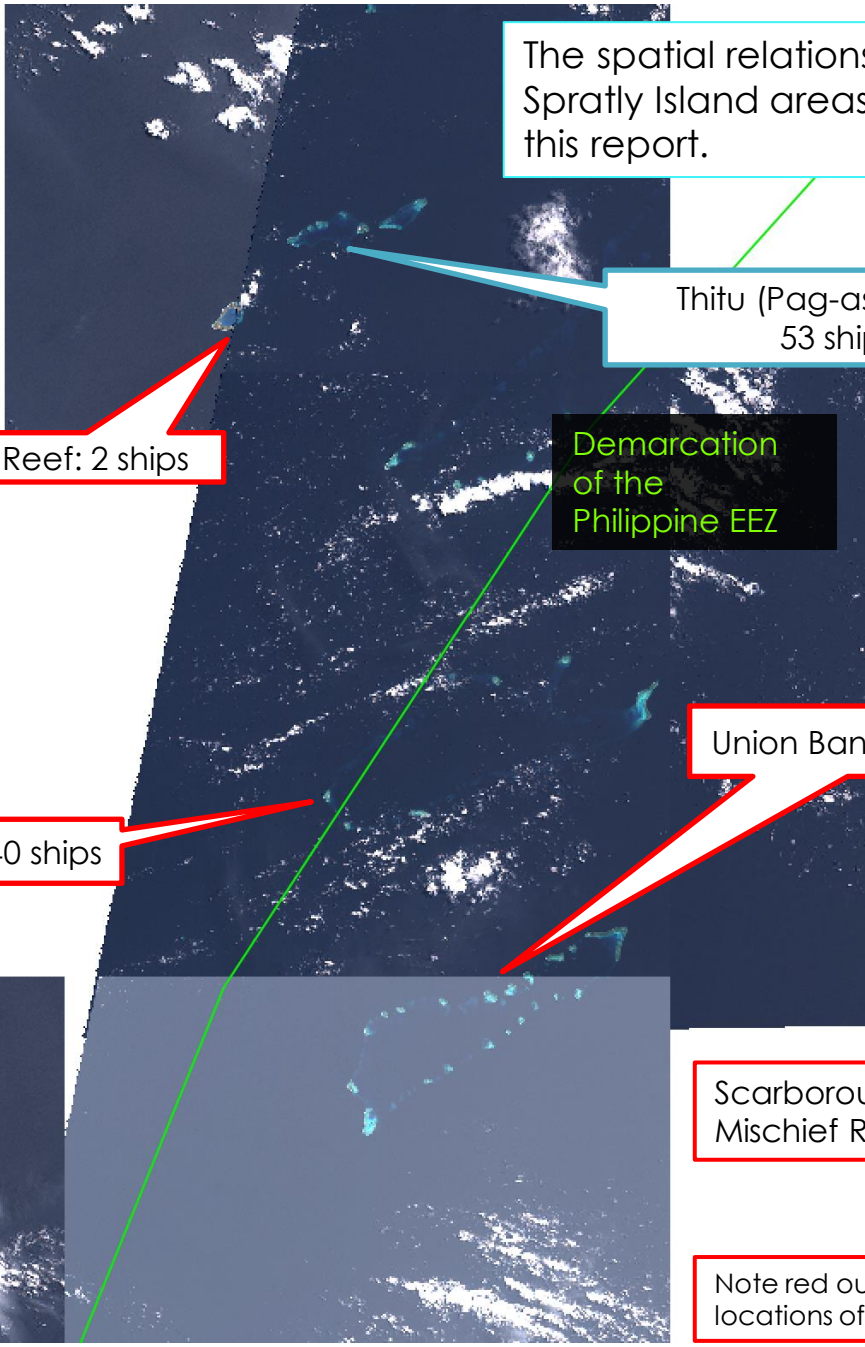 The spatial relations
Spratly Island areas
this report.
Thitu (Pag-as
53 ship
Reef: 2 ships
Demarcation
of the
Philippine EEZ
Union Ban
0 ships
Scarborou
Mischief R
Note red ou
locations of